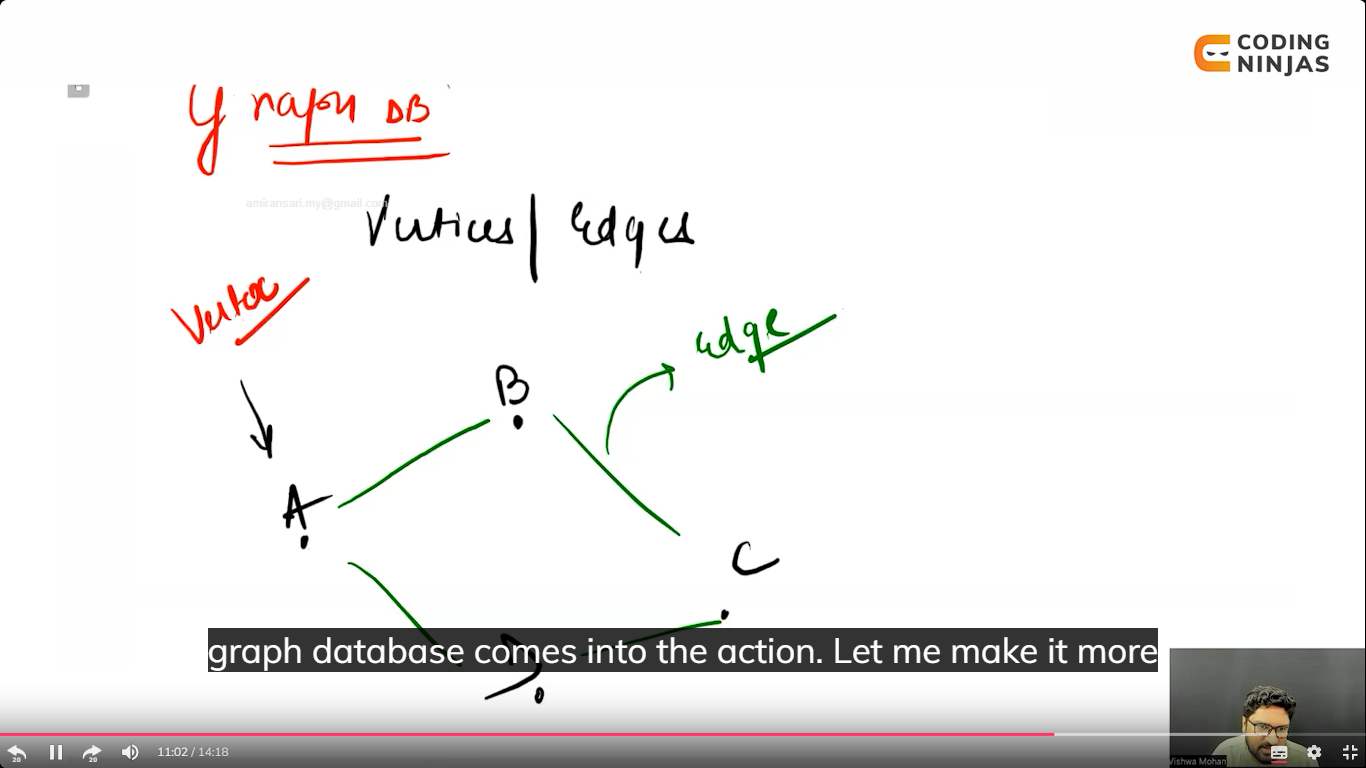 CODING
NINJAS
Graph DB
amiransari.my@gmail.com
Vertices | Edges
Vertex
edge
B
A
C
D
graph database comes into the action. Let me make it more
20
20
11:02 / 14:18
Vishwa Mohan